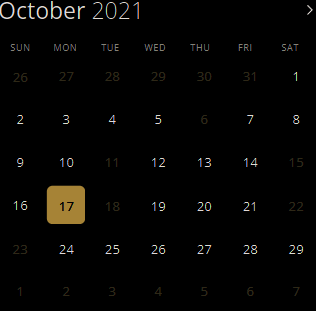 October 2021
SUN MON TUE WED THU FRI SAT
26 27 28 29 30 31 1
2 3 4 5 6 7 8
9 10 11 12 13 14 15
16 17 18 19 20 21 22
23 24 25 26 27 28 29
1 2 3 4 5 6 7